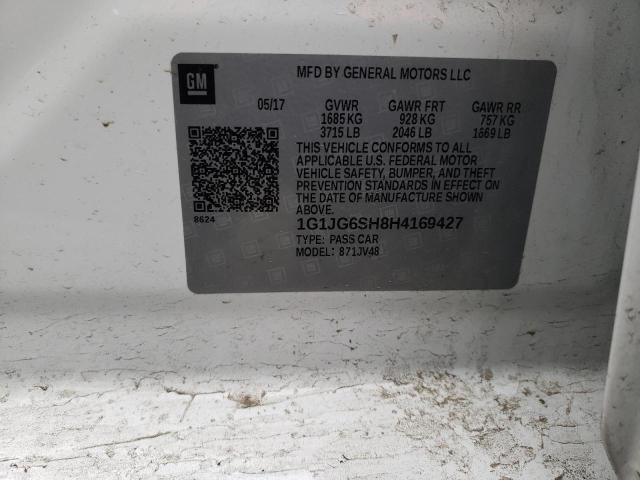 GM
MFD BY GENERAL MOTORS LLC
05/17 GVWR GAWR FRT GAWR RR
1685 KG 928 KG 757 KG
3715 LB 2046 LB 1669 LB
THIS VEHICLE CONFORMS TO ALL
APPLICABLE U.S. FEDERAL MOTOR
VEHICLE SAFETY, BUMPER, AND THEFT
PREVENTION STANDARDS IN EFFECT ON
THE DATE OF MANUFACTURE SHOWN
ABOVE.
8624
1G1JG6SH8H4169427
TYPE: PASS CAR
MODEL: 871JV48